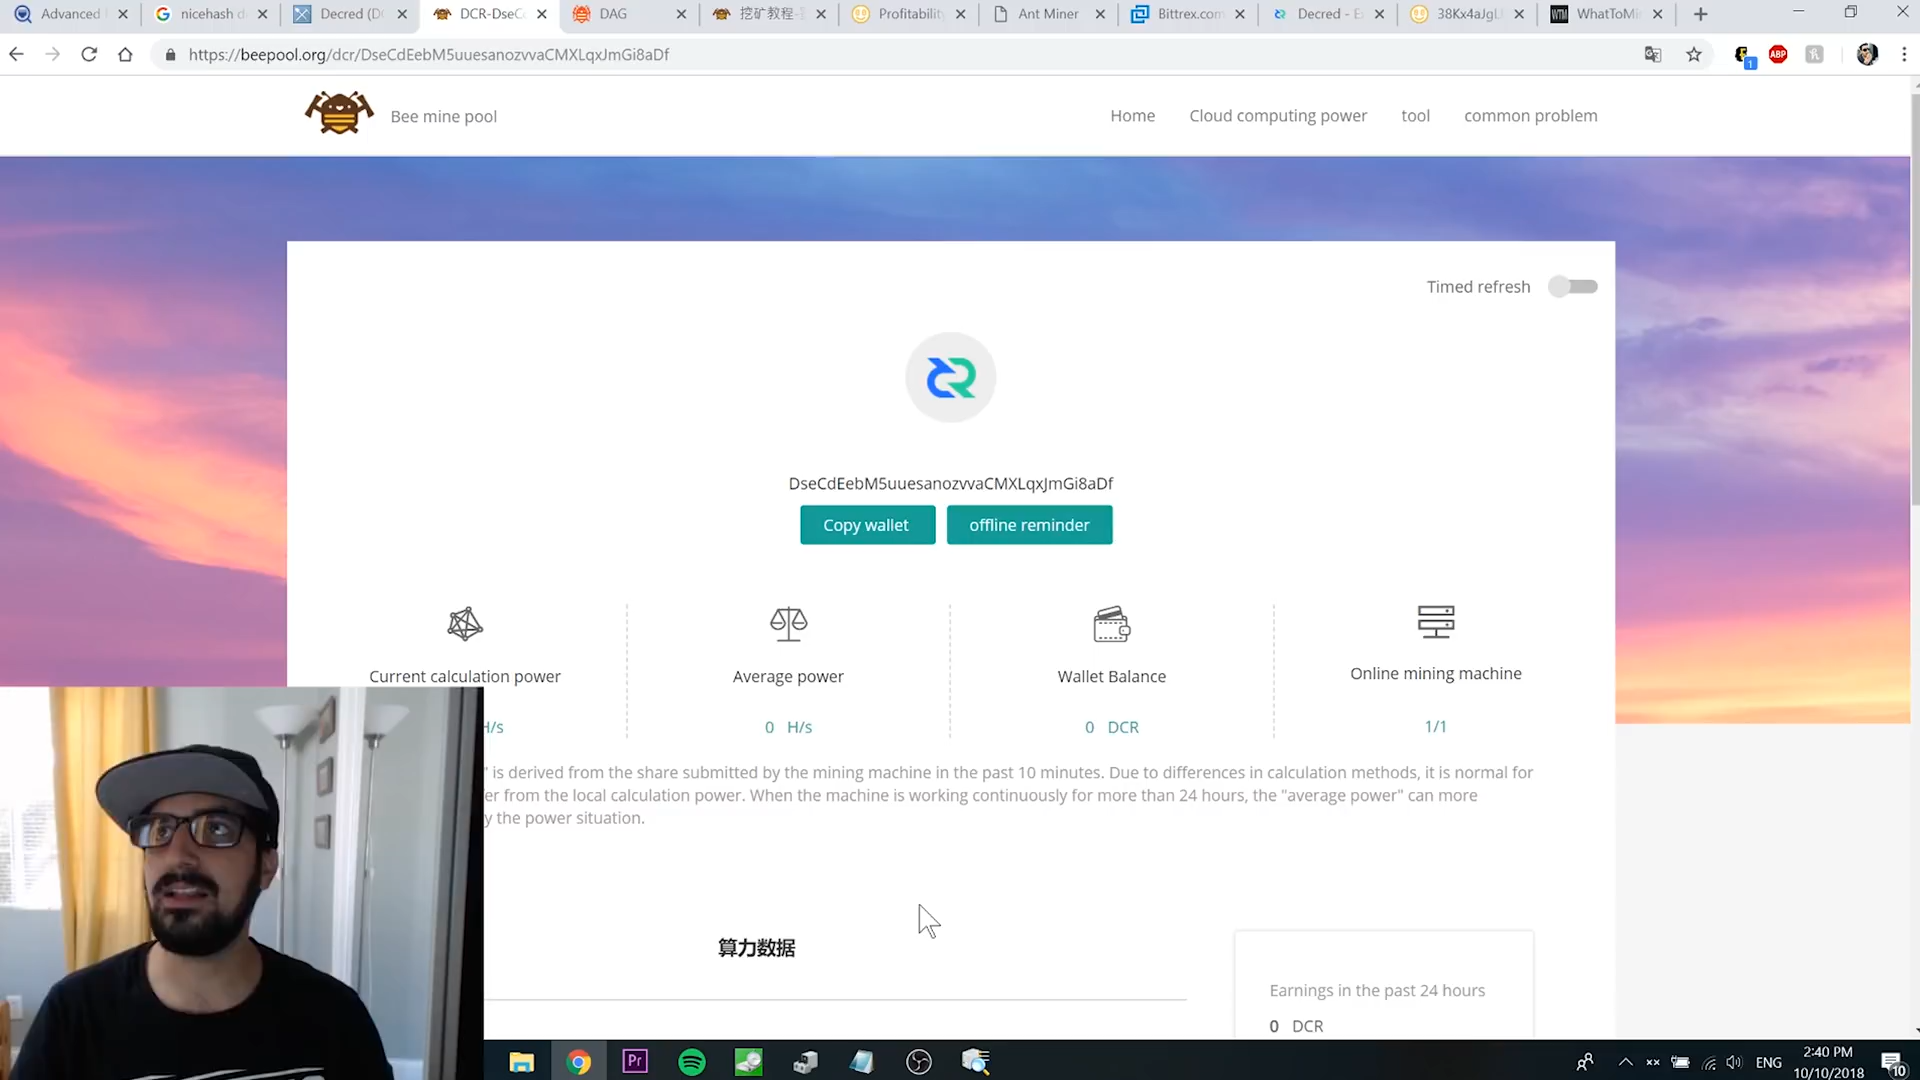 Advanced
nicehash d
Decred (D
DCR-DseC
DAG
挖矿教程-
Profitability
Ant Miner
Bittrex.com
Decred - E
38Kx4aJgL
WhatToMi
https://beepool.org/dcr/DseCdEebM5uuesanozvvaCMXLqxJmGi8aDf
1
ABP
Bee mine pool
Home
Cloud computing power
tool
common problem
Timed refresh
DseCdEebM5uuesanozvvaCMXLqxJmGi8aDf
Copy wallet
offline reminder
Current calculation power
Average power
Wallet Balance
Online mining machine
H/s
0 H/s
0 DCR
1/1
" is derived from the share submitted by the mining machine in the past 10 minutes. Due to differences in calculation methods, it is normal for
er from the local calculation power. When the machine is working continuously for more than 24 hours, the "average power" can more
y the power situation.
算力数据
Earnings in the past 24 hours
0 DCR
Pr
ENG
2:40 PM
10/10/2018
10